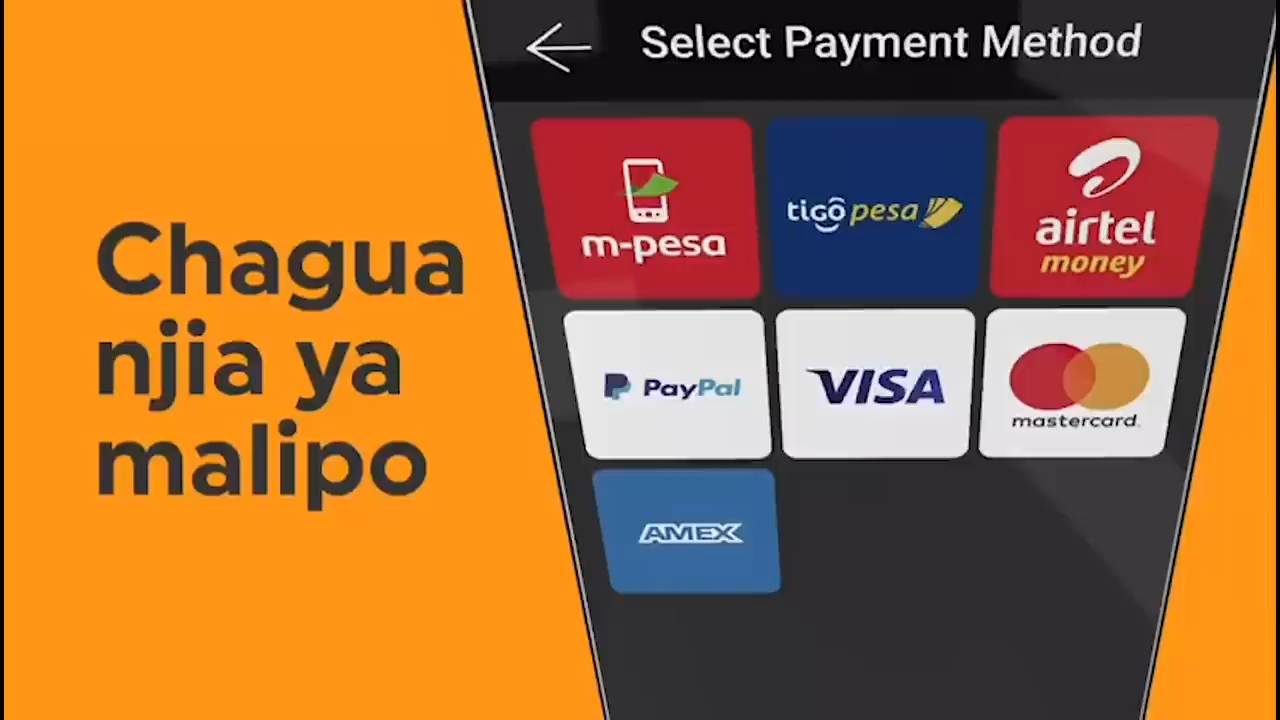 Chagua
njia ya
malipo
Select Payment Method
m-pesa
tigo pesa
airtel
money
PayPal
VISA
mastercard.
AMEX